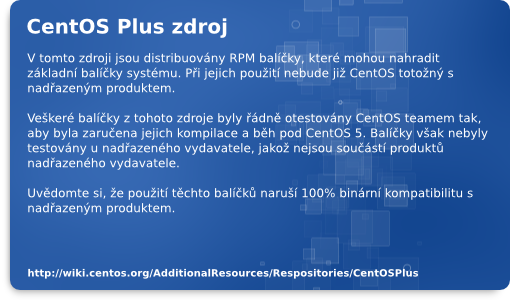 CentOS Plus zdroj
V tomto zdroji jsou distribuovány RPM balíčky, které mohou nahradit
základní balíčky systému. Při jejich použití nebude již CentOS totožný s
nadřazeným produktem.
Veškeré balíčky z tohoto zdroje byly řádně otestovány CentOS teamem tak,
aby byla zaručena jejich kompilace a běh pod CentOS 5. Balíčky však nebyly
testovány u nadřazeného vydavatele, jakož nejsou součástí produktů
nadřazeného vydavatele.
Uvědomte si, že použití těchto balíčků naruší 100% binární kompatibilitu s
nadřazeným produktem.
http://wiki.centos.org/AdditionalResources/Respositories/CentOSPlus